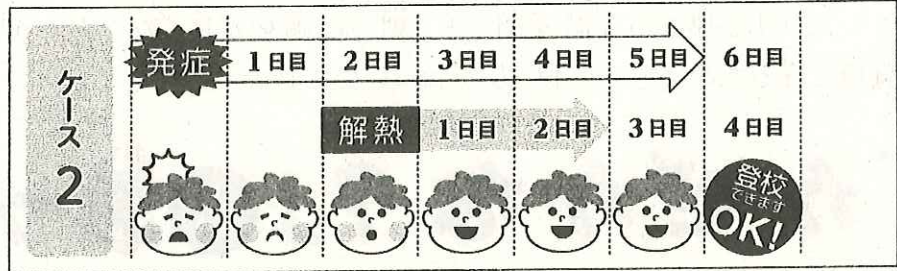 ケース2
発症 1日目 2日目 3日目 4日目 5日目 6日目
解熱 1日目 2日目 3日目 4日目
登校
できます
OK!